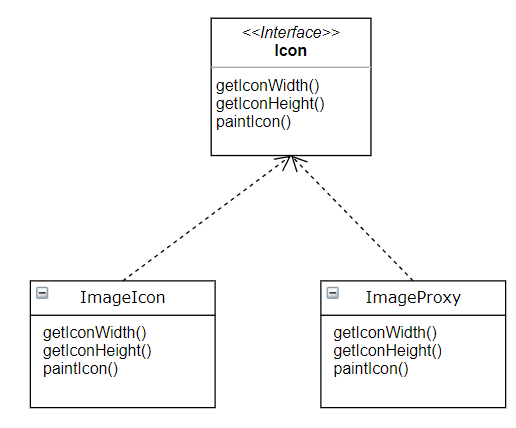 <<Interface>>
Icon
getIconWidth()
getIconHeight()
paintIcon()
ImageIcon
getIconWidth()
getIconHeight()
paintIcon()
ImageProxy
getIconWidth()
getIconHeight()
paintIcon()